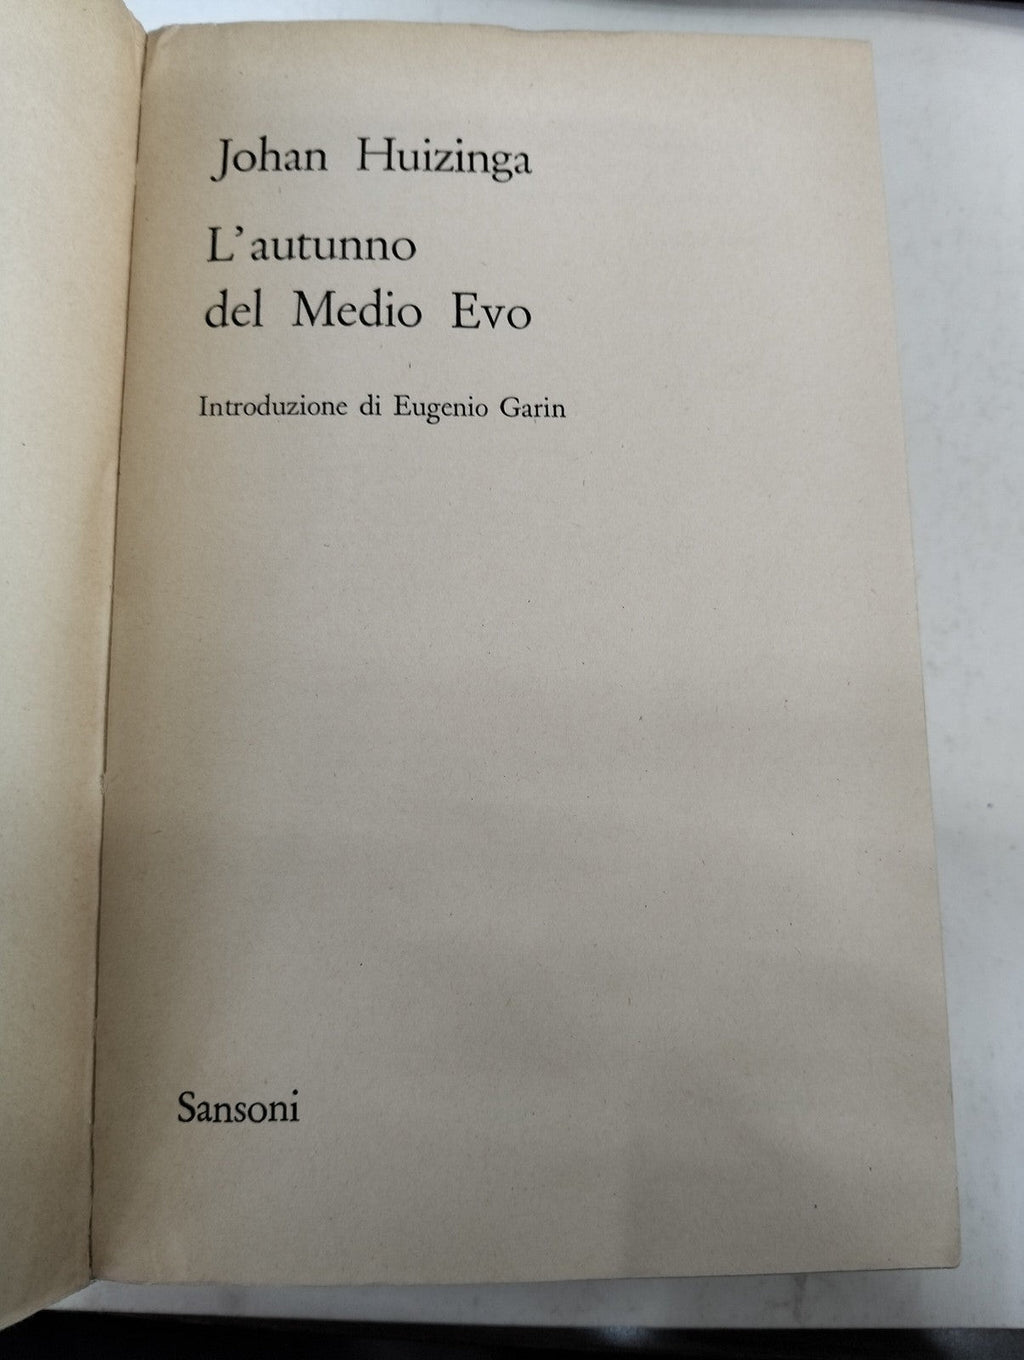 Johan Huizinga
L'autunno
del Medio Evo
Introduzione di Eugenio Garin
Sansoni